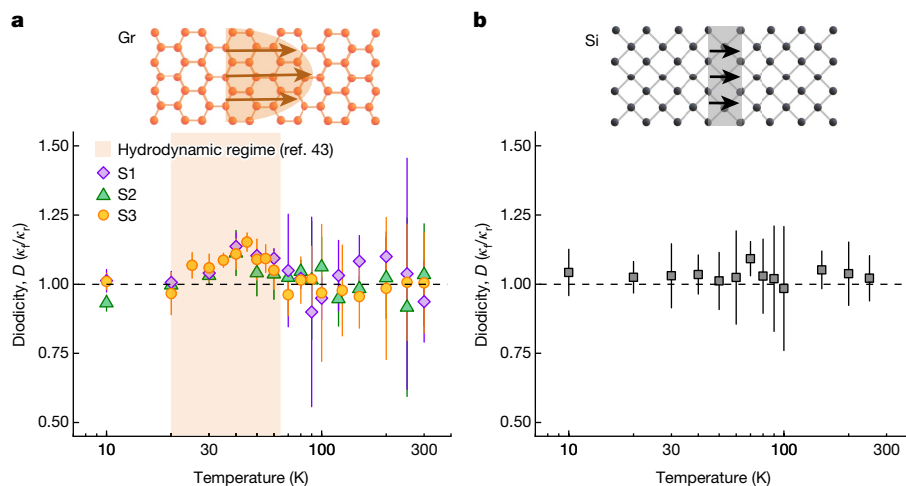 a
Gr
Hydrodynamic regime (ref. 43)
S1
S2
S3
1.50
1.25
1.00
0.75
0.50
Diodicity, D (κf/κr)
10
30
100
300
Temperature (K)
b
Si
1.50
1.25
1.00
0.75
0.50
Diodicity, D (κf/κr)
10
30
100
300
Temperature (K)